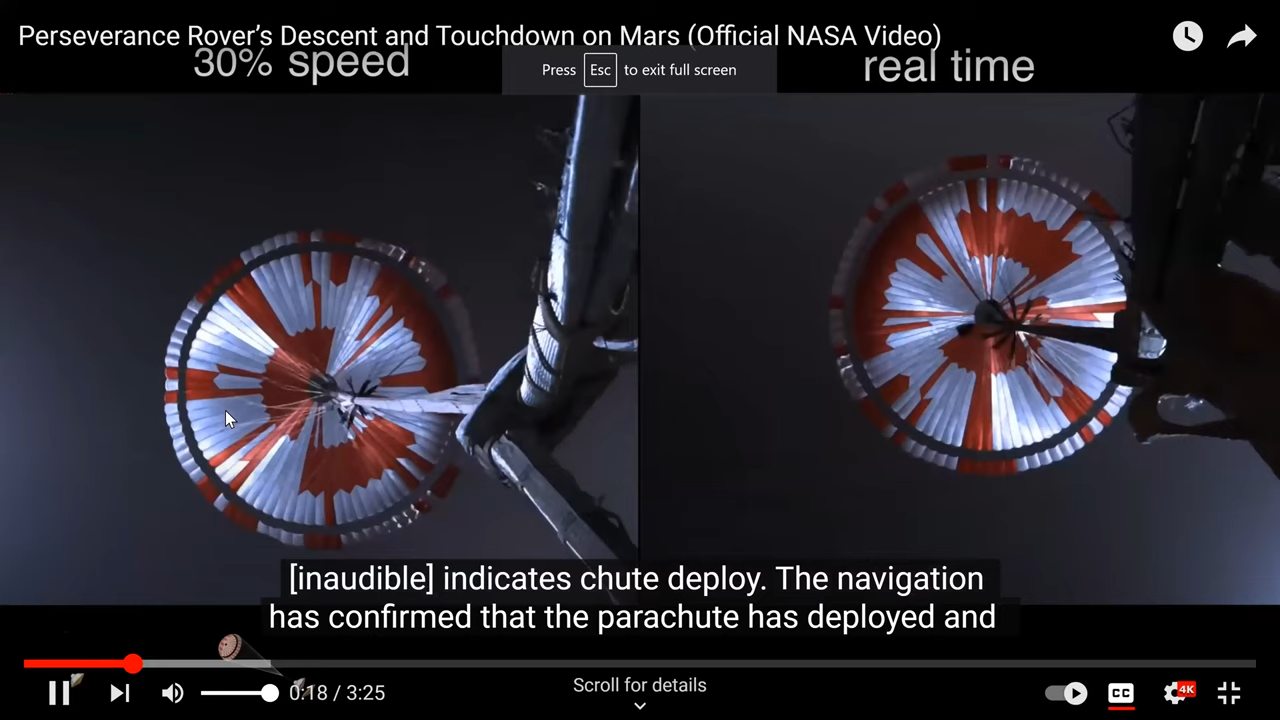 Perseverance Rover's Descent and Touchdown on Mars (Official NASA Video)
30% speed
Press Esc to exit full screen
real time
[inaudible] indicates chute deploy. The navigation
has confirmed that the parachute has deployed and
0:18 / 3:25
Scroll for details
CC
4K